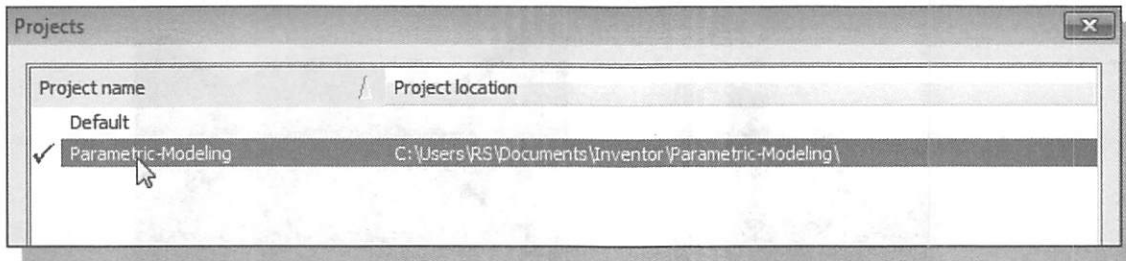 Projects
Project name Project location
Default
Parametric-Modeling C:\Users\RS\Documents\Inventor\Parametric-Modeling\